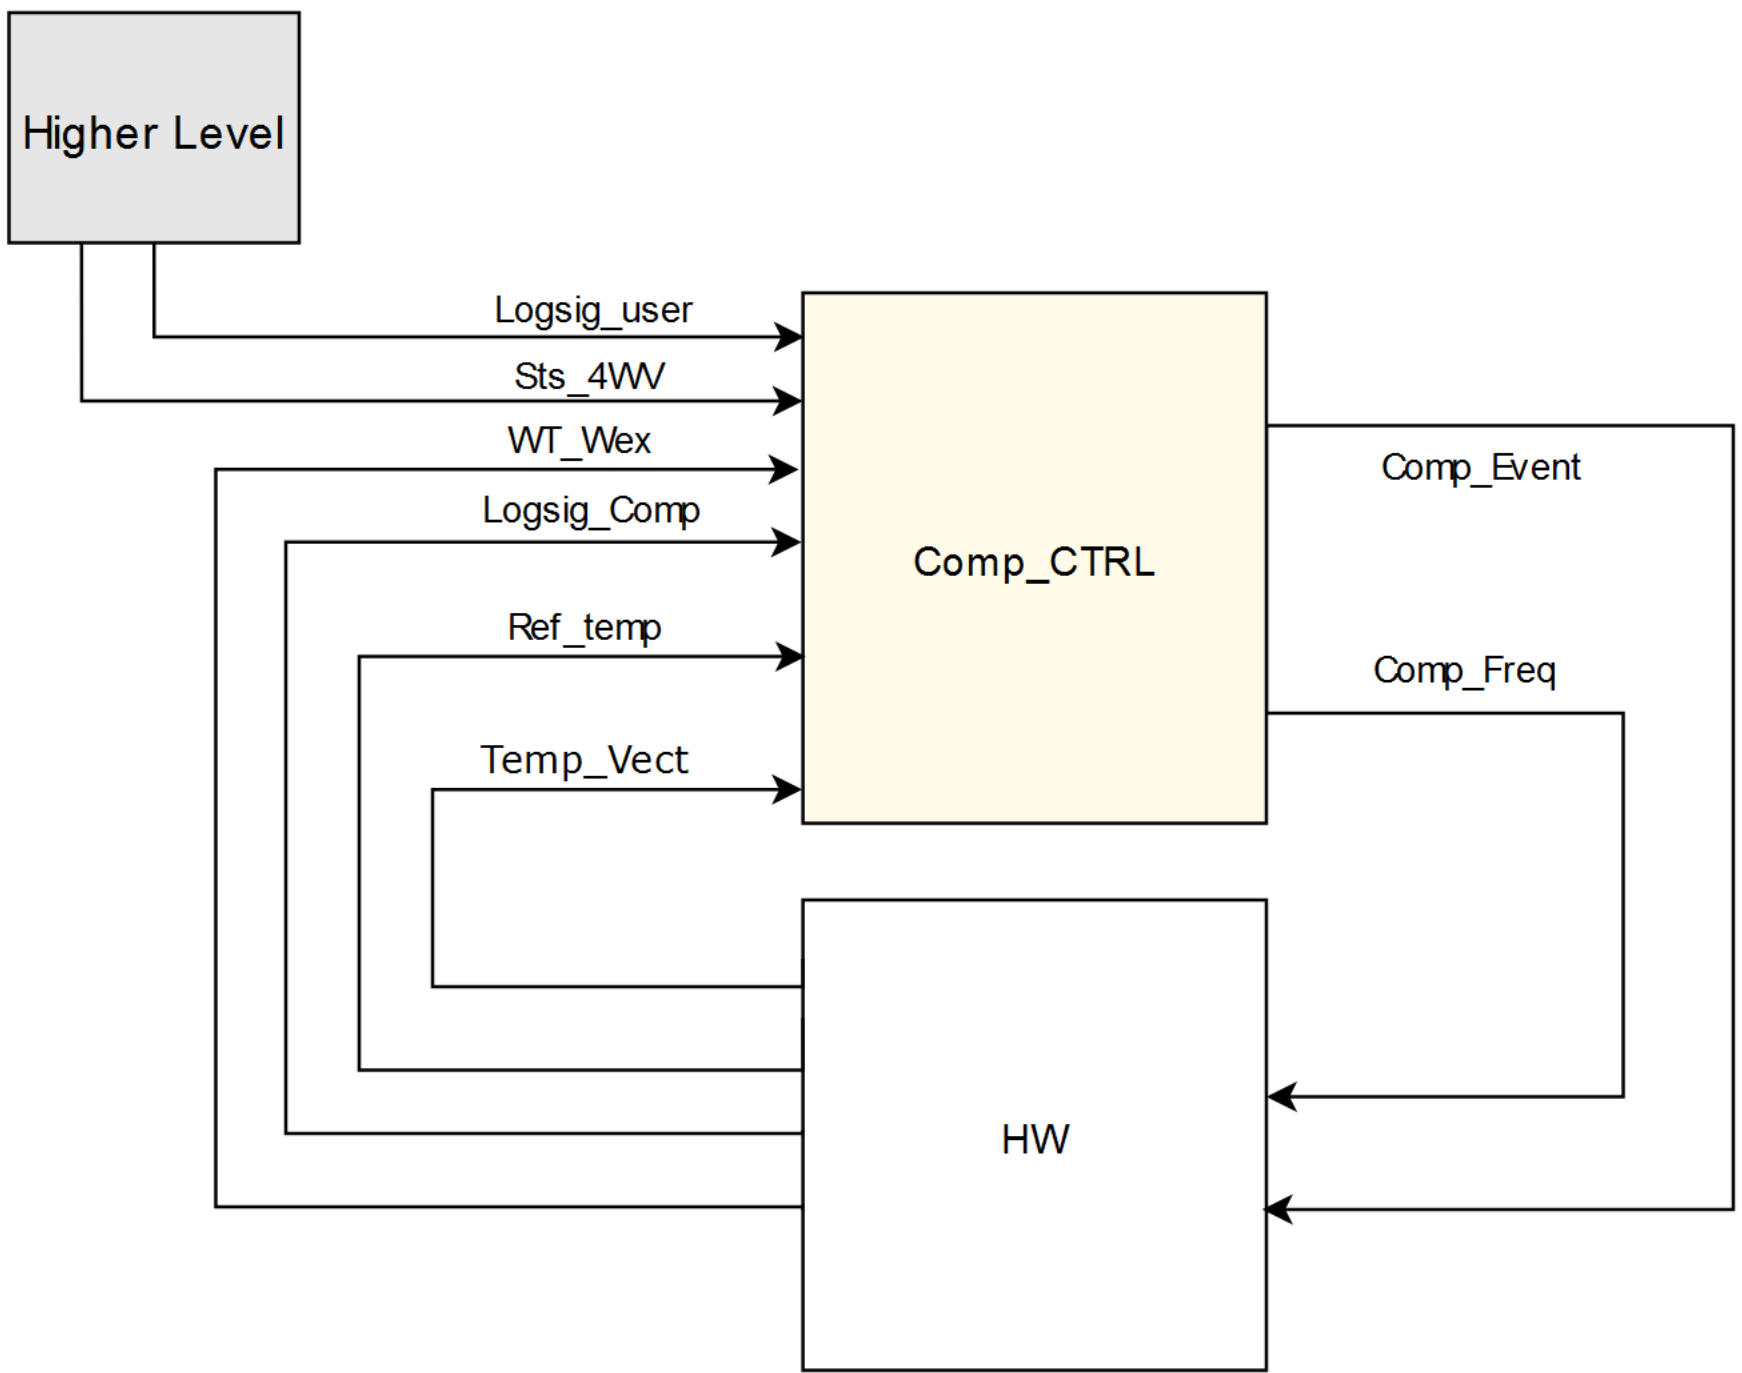 Higher Level
Logsig_user
Sts_4WV
WT_Wex
Comp_Event
Logsig_Comp
Comp_CTRL
Ref_temp
Comp_Freq
Temp_Vect
HW